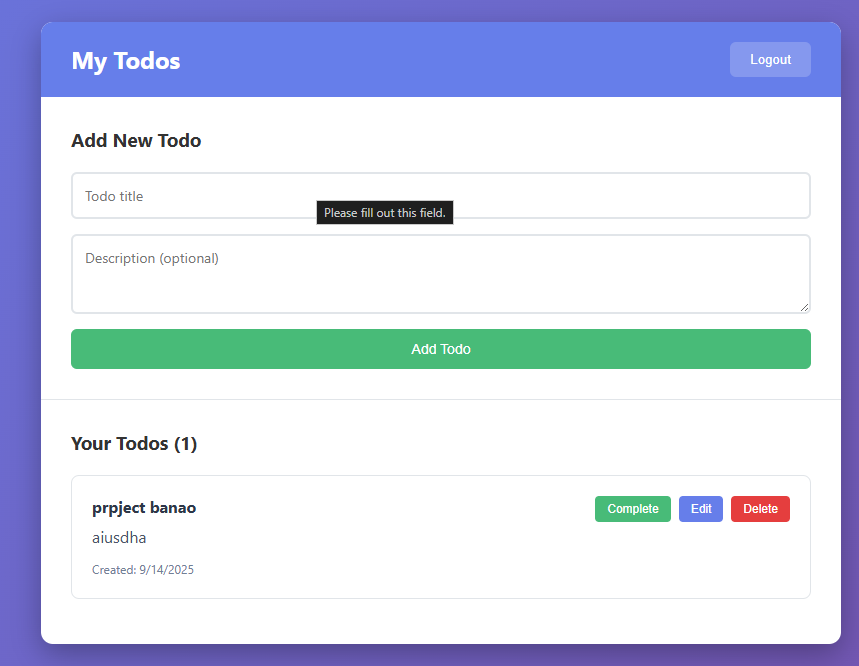 My Todos
Logout
Add New Todo
Todo title
Please fill out this field.
Description (optional)
Add Todo
Your Todos (1)
prpject banao
Complete
Edit
Delete
aiusdha
Created: 9/14/2025